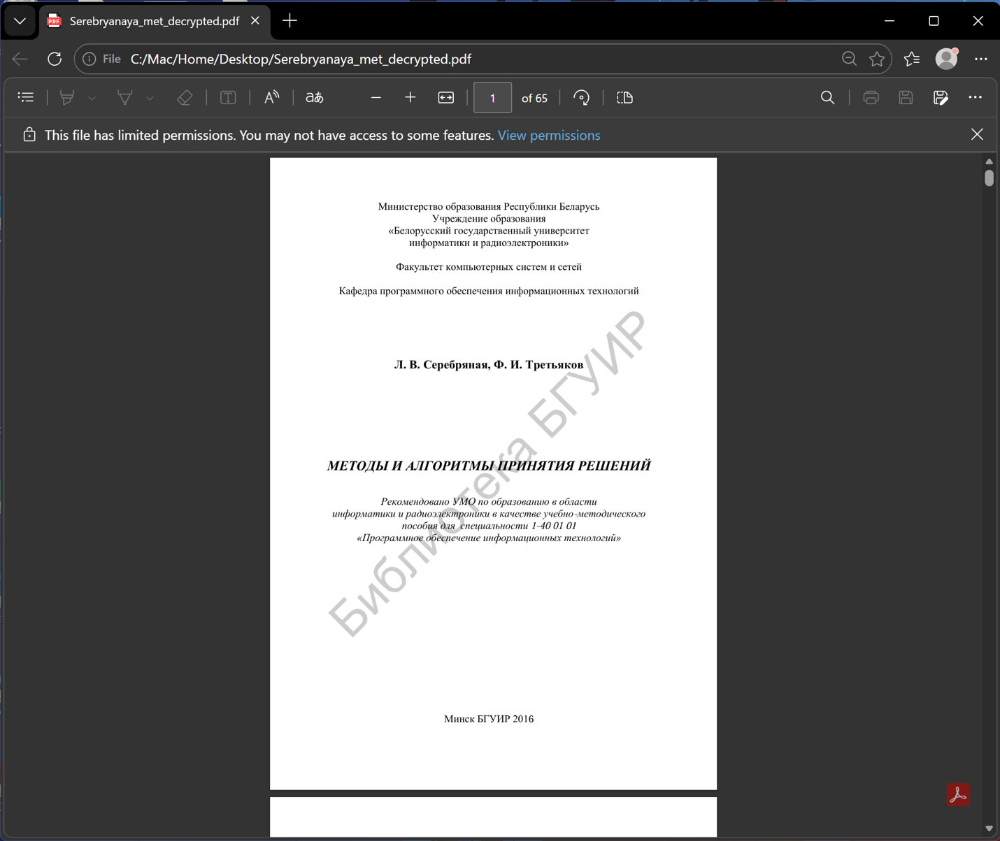 Serebryanaya_met_decrypted.pdf
File C:/Mac/Home/Desktop/Serebryanaya_met_decrypted.pdf
1 of 65
This file has limited permissions. You may not have access to some features. View permissions
Министерство образования Республики Беларусь
Учреждение образования
«Белорусский государственный университет
информатики и радиоэлектроники»
Факультет компьютерных систем и сетей
Кафедра программного обеспечения информационных технологий
Л. В. Серебряная, Ф. И. Третьяков
МЕТОДЫ И АЛГОРИТМЫ ПРИНЯТИЯ РЕШЕНИЙ
Рекомендовано УМО по образованию в области
информатики и радиоэлектроники в качестве учебно-методического
пособия для специальности 1-40 01 01
«Программное обеспечение информационных технологий»
Библиотека БГУИР
Минск БГУИР 2016